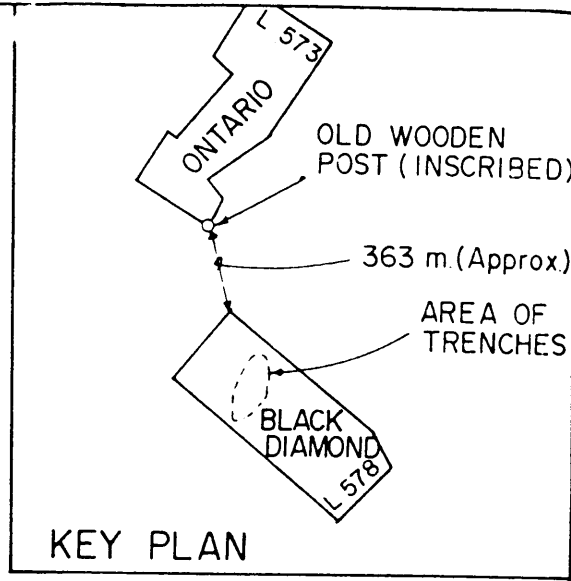 L 573
ONTARIO
OLD WOODEN
POST (INSCRIBED)
363 m.(Approx.)
AREA OF
TRENCHES
BLACK
DIAMOND
L 578
KEY PLAN